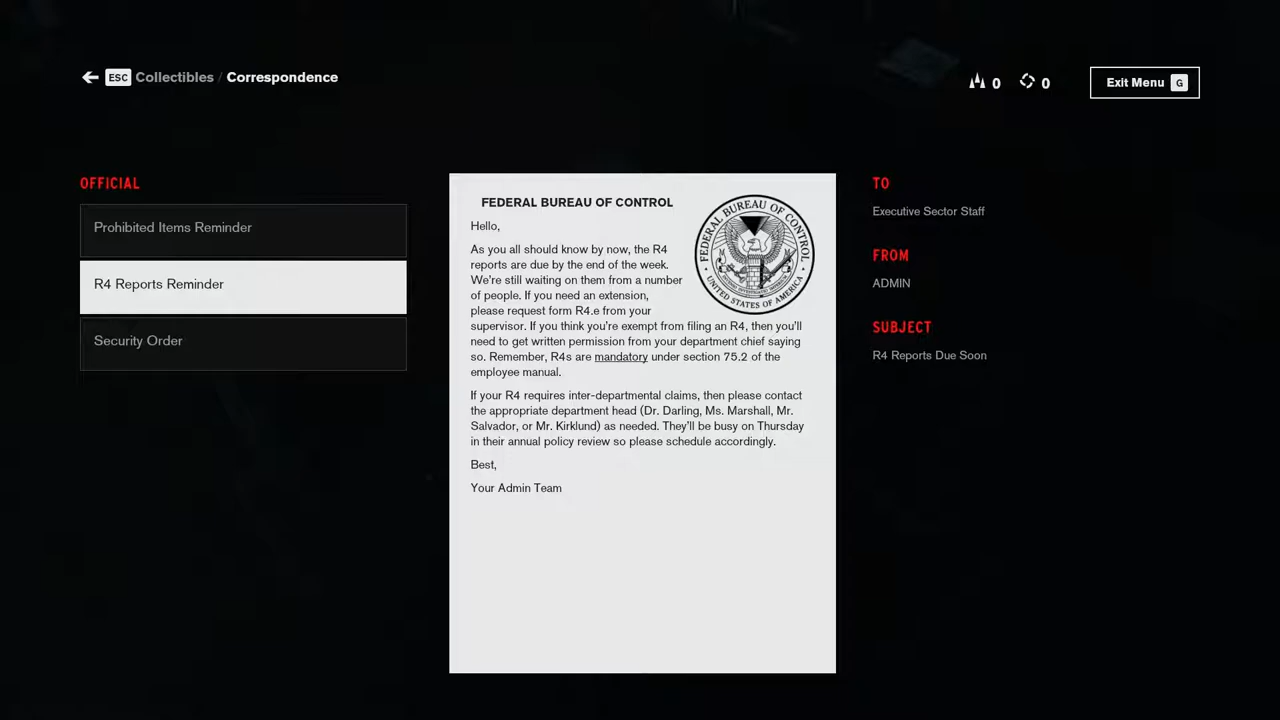 ESC Collectibles / Correspondence
0 0
Exit Menu G
OFFICIAL
Prohibited Items Reminder
R4 Reports Reminder
Security Order
FEDERAL BUREAU OF CONTROL
Hello,
As you all should know by now, the R4
reports are due by the end of the week.
We're still waiting on them from a number
of people. If you need an extension,
please request form R4.e from your
supervisor. If you think you're exempt from filing an R4, then you'll
need to get written permission from your department chief saying
so. Remember, R4s are mandatory under section 75.2 of the
employee manual.
If your R4 requires inter-departmental claims, then please contact
the appropriate department head (Dr. Darling, Ms. Marshall, Mr.
Salvador, or Mr. Kirklund) as needed. They'll be busy on Thursday
in their annual policy review so please schedule accordingly.
Best,
Your Admin Team
FEDERAL BUREAU OF CONTROL
UNITED STATES OF AMERICA
TO
Executive Sector Staff
FROM
ADMIN
SUBJECT
R4 Reports Due Soon